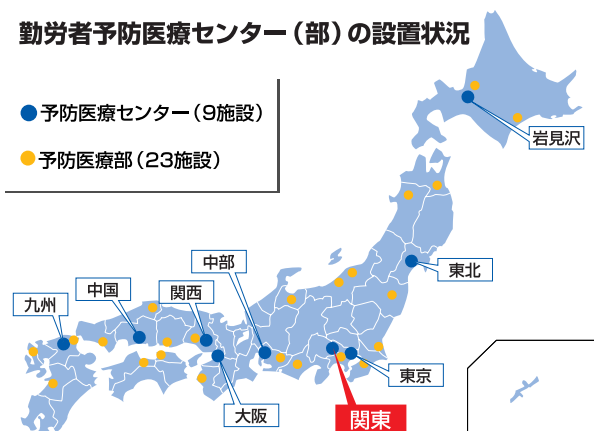 勤労者予防医療センター（部）の設置状況
予防医療センター（9施設）
予防医療部（23施設）
岩見沢
東北
中部
中国
関西
九州
東京
大阪
関東